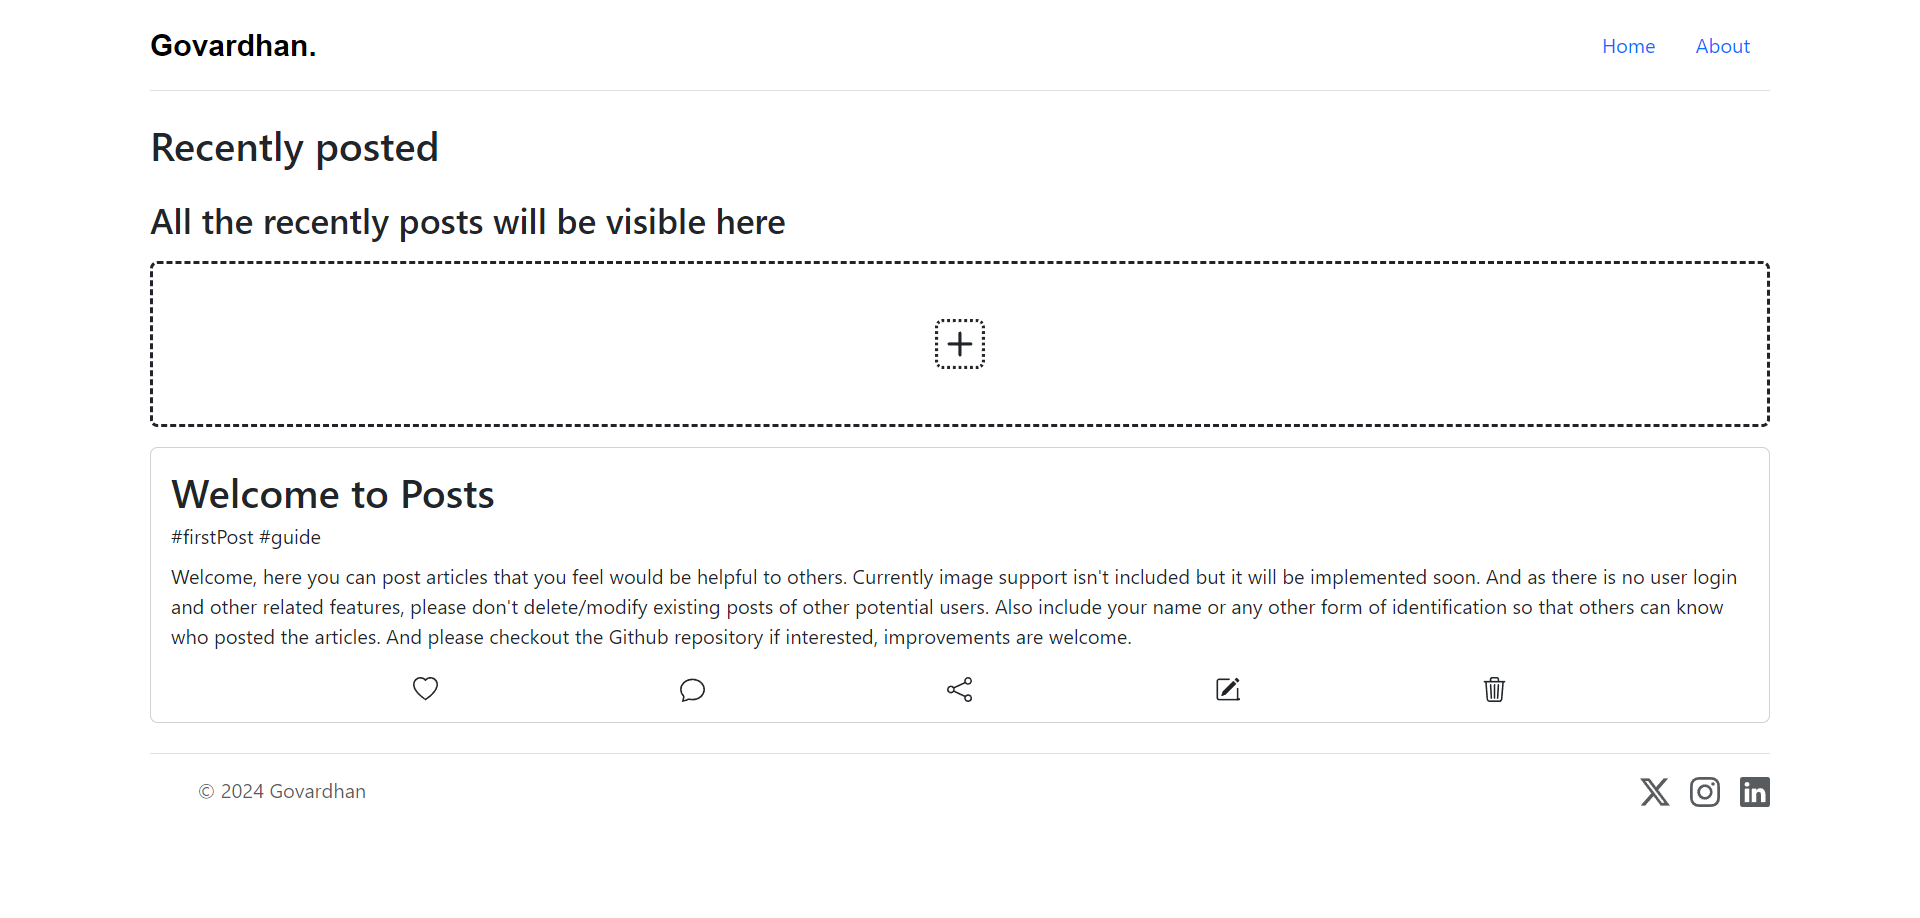 Govardhan.
Home About
Recently posted
All the recently posts will be visible here
Welcome to Posts
#firstPost #guide
Welcome, here you can post articles that you feel would be helpful to others. Currently image support isn't included but it will be implemented soon. And as there is no user login
and other related features, please don't delete/modify existing posts of other potential users. Also include your name or any other form of identification so that others can know
who posted the articles. And please checkout the Github repository if interested, improvements are welcome.
© 2024 Govardhan